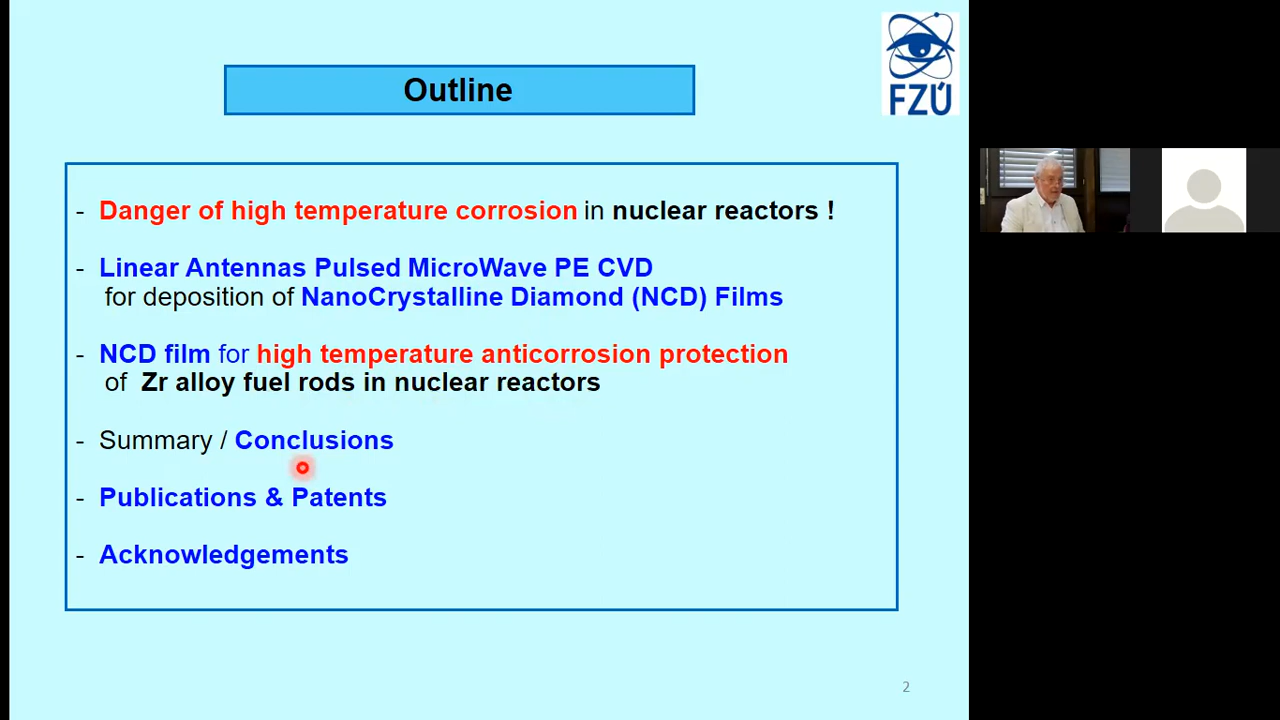 Outline
FZÚ
- Danger of high temperature corrosion in nuclear reactors !
- Linear Antennas Pulsed MicroWave PE CVD
for deposition of NanoCrystalline Diamond (NCD) Films
- NCD film for high temperature anticorrosion protection
of Zr alloy fuel rods in nuclear reactors
- Summary / Conclusions
- Publications & Patents
- Acknowledgements
2